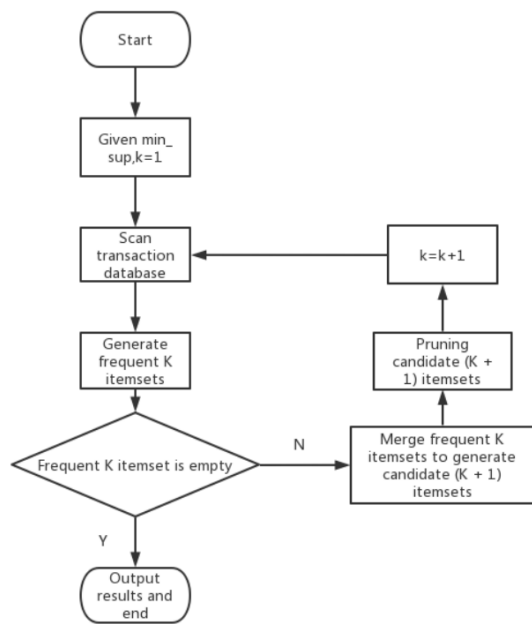 Start
Given min_
sup,k=1
Scan
transaction
database
k=k+1
Generate
frequent K
itemsets
Pruning
candidate (K +
1) itemsets
Frequent K itemset is empty
N
Merge frequent K
itemsets to generate
candidate (K + 1)
itemsets
Y
Output
results and
end